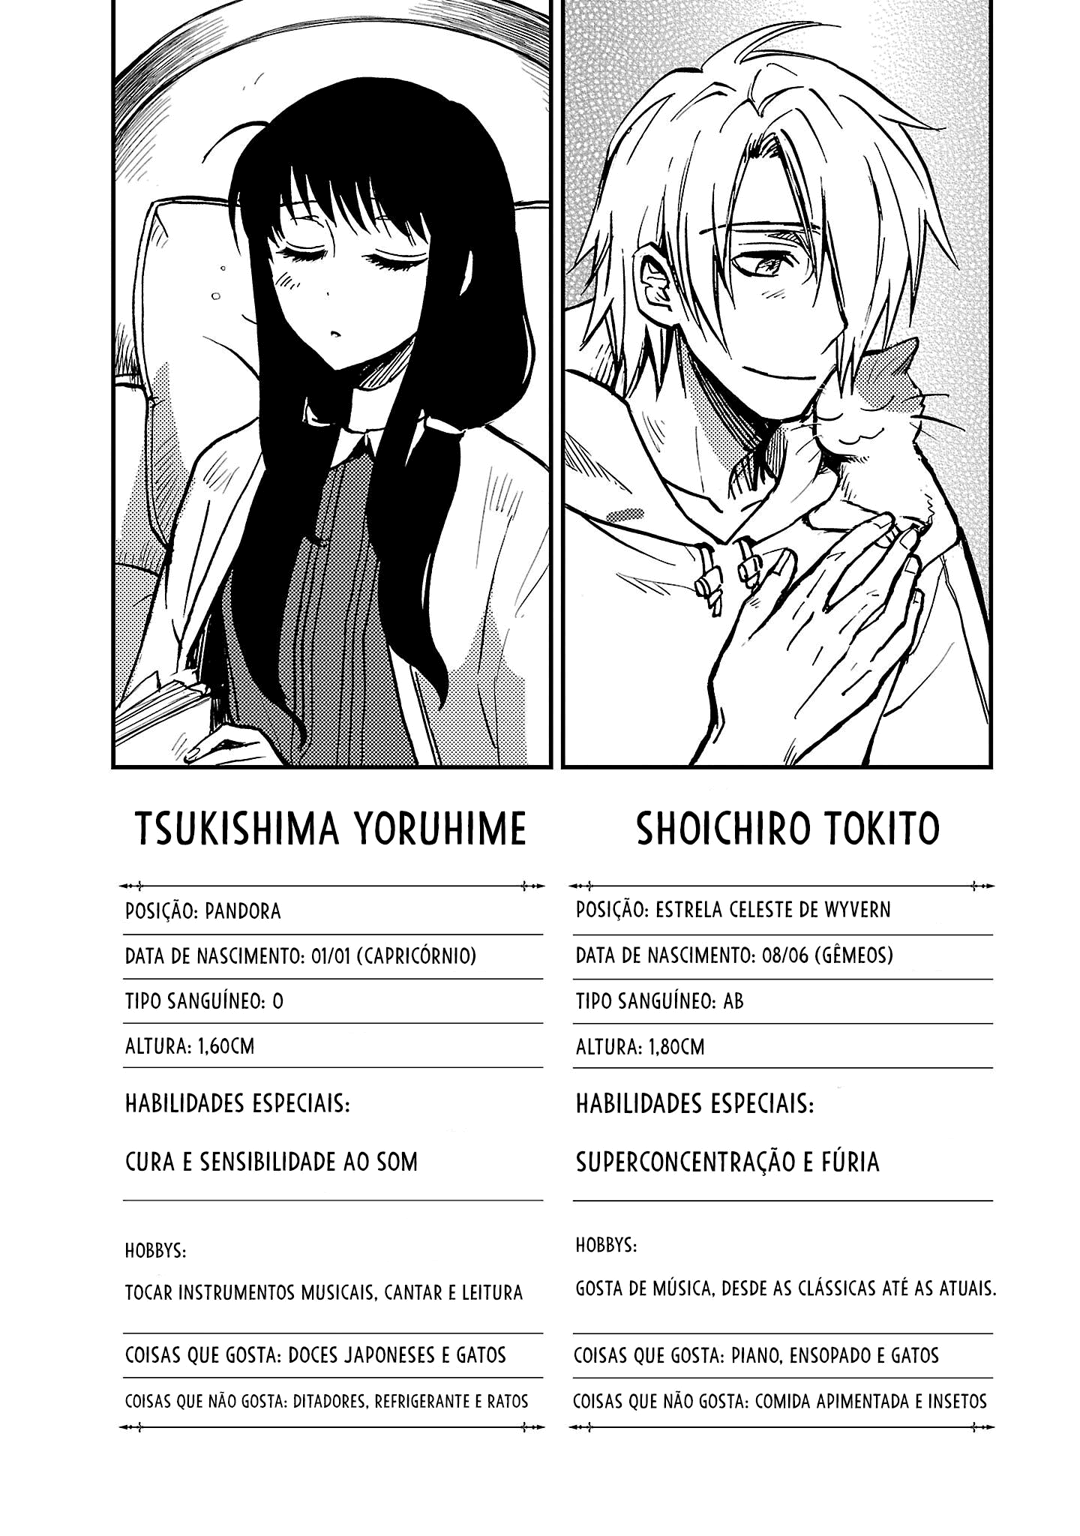 TSUKISHIMA YORUHIME
POSIÇÃO: PANDORA
DATA DE NASCIMENTO: 01/01 (CAPRICÓRNIO)
TIPO SANGUÍNEO: O
ALTURA: 1,60CM
HABILIDADES ESPECIAIS:
CURA E SENSIBILIDADE AO SOM
HOBBYS:
TOCAR INSTRUMENTOS MUSICAIS, CANTAR E LEITURA
COISAS QUE GOSTA: DOCES JAPONESES E GATOS
COISAS QUE NÃO GOSTA: DITADORES, REFRIGERANTE E RATOS
SHOICHIRO TOKITO
POSIÇÃO: ESTRELA CELESTE DE WYVERN
DATA DE NASCIMENTO: 08/06 (GÊMEOS)
TIPO SANGUÍNEO: AB
ALTURA: 1,80CM
HABILIDADES ESPECIAIS:
SUPERCONCENTRAÇÃO E FÚRIA
HOBBYS:
GOSTA DE MÚSICA, DESDE AS CLÁSSICAS ATÉ AS ATUAIS.
COISAS QUE GOSTA: PIANO, ENSOPADO E GATOS
COISAS QUE NÃO GOSTA: COMIDA APIMENTADA E INSETOS